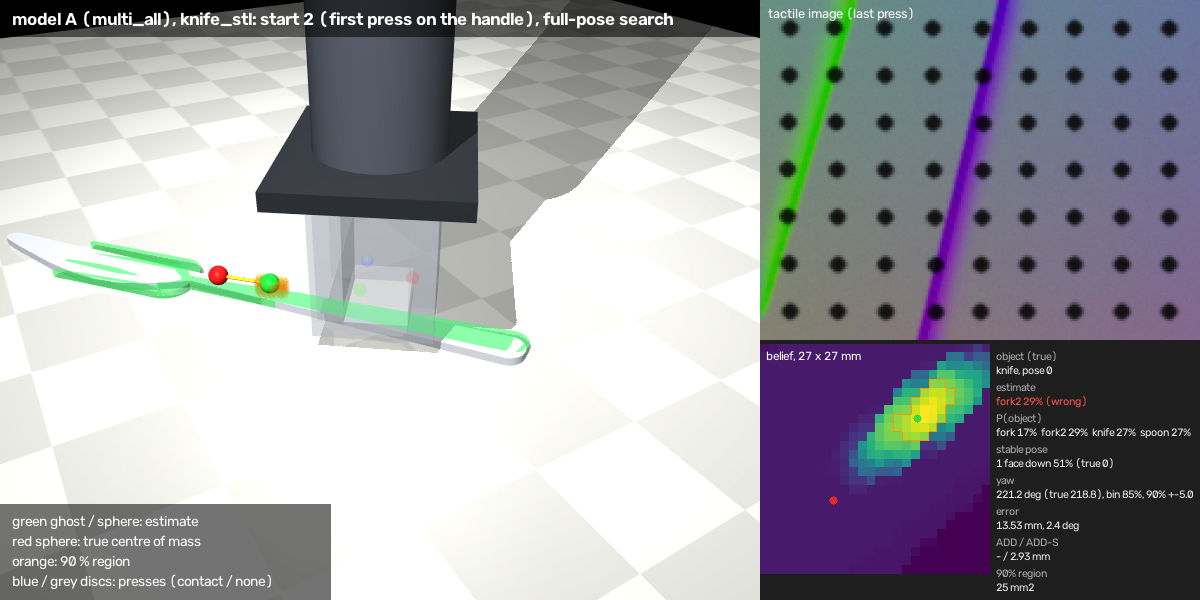 model A (multi_all), knife_stl: start 2 (first press on the handle), full-pose search
tactile image (last press)
belief, 27 x 27 mm
object (true)
knife, pose 0
estimate
fork2 29% (wrong)
P(object)
fork 17% fork2 29% knife 27% spoon 27%
stable pose
1 face down 51% (true 0)
yaw
221.2 deg (true 218.8), bin 85%, 90% +-5.0
error
13.53 mm, 2.4 deg
ADD / ADD-S
- / 2.93 mm
90% region
25 mm2
green ghost / sphere: estimate
red sphere: true centre of mass
orange: 90 % region
blue / grey discs: presses (contact / none)